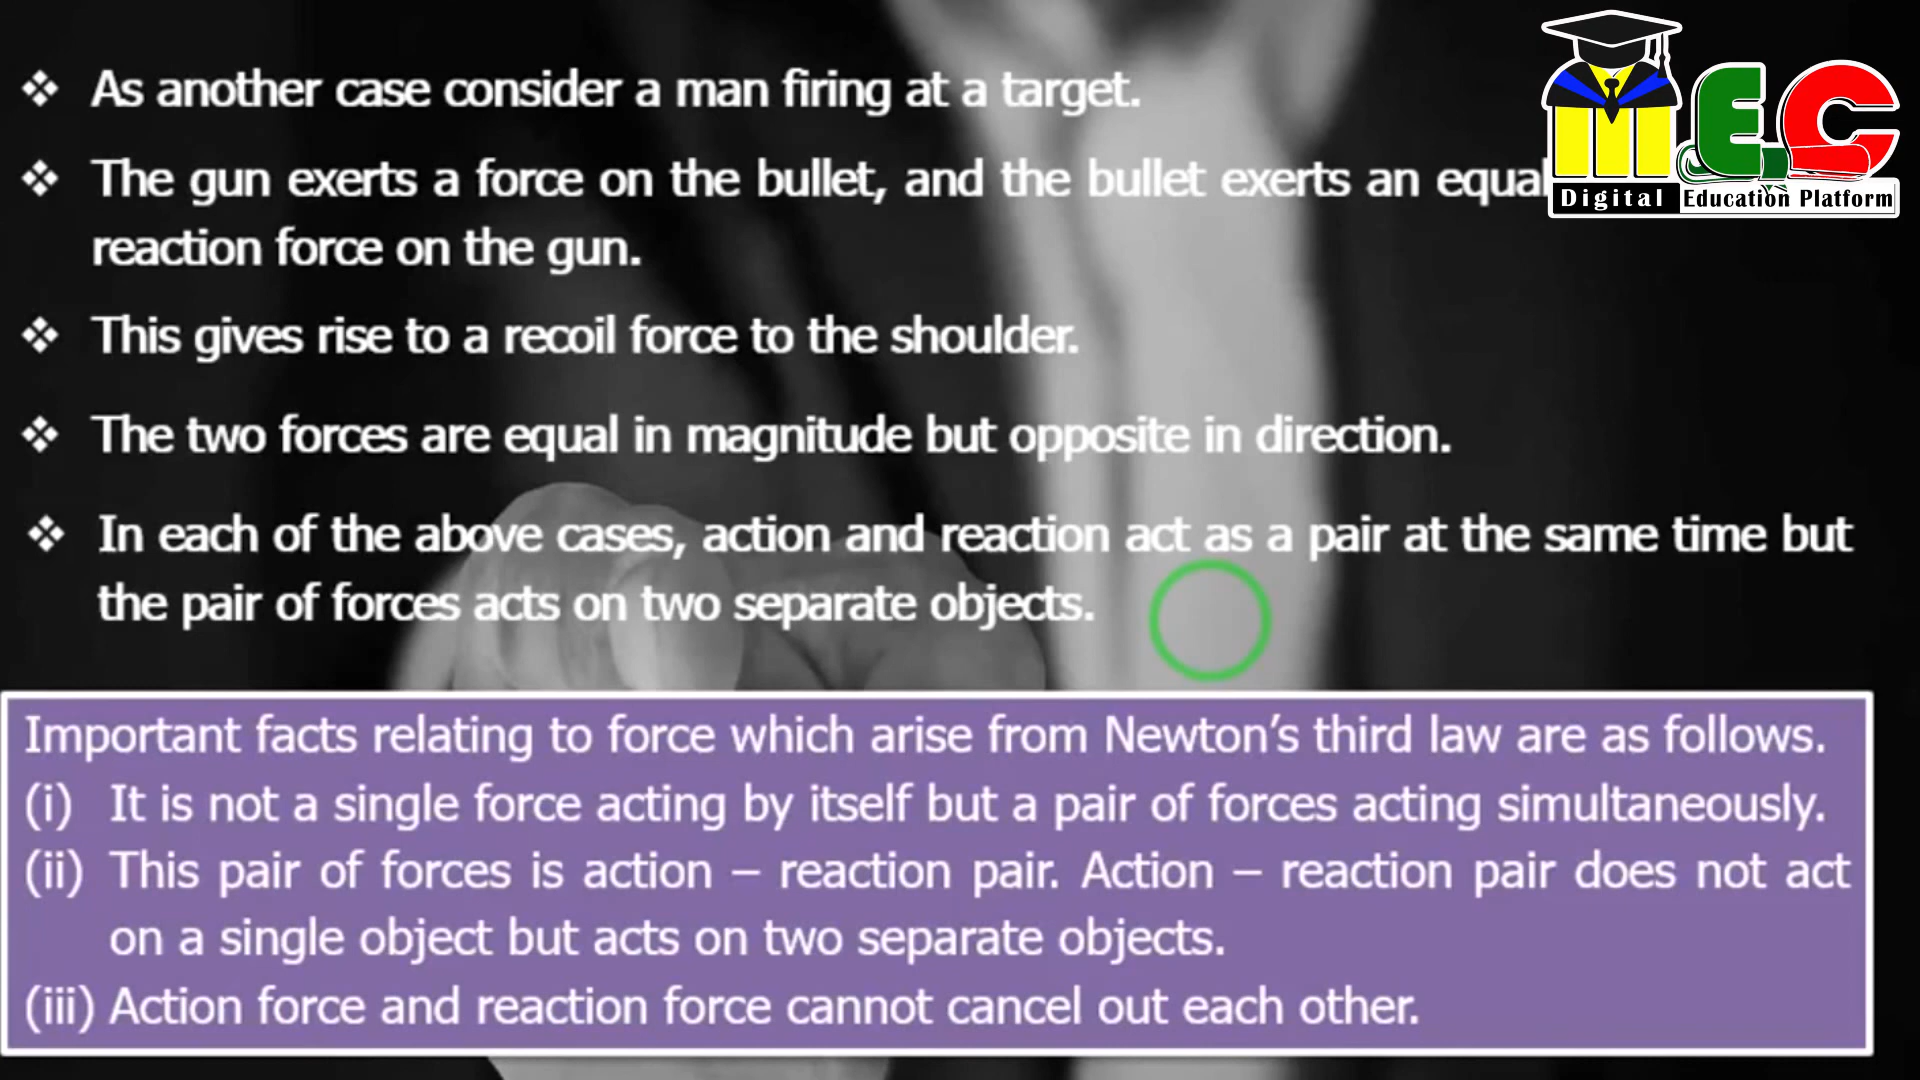 ❖ As another case consider a man firing at a target.
❖ The gun exerts a force on the bullet, and the bullet exerts an equal
reaction force on the gun.
❖ This gives rise to a recoil force to the shoulder.
❖ The two forces are equal in magnitude but opposite in direction.
❖ In each of the above cases, action and reaction act as a pair at the same time but
the pair of forces acts on two separate objects.
Important facts relating to force which arise from Newton’s third law are as follows.
(i) It is not a single force acting by itself but a pair of forces acting simultaneously.
(ii) This pair of forces is action – reaction pair. Action – reaction pair does not act
on a single object but acts on two separate objects.
(iii) Action force and reaction force cannot cancel out each other.
MEC
Digital Education Platform